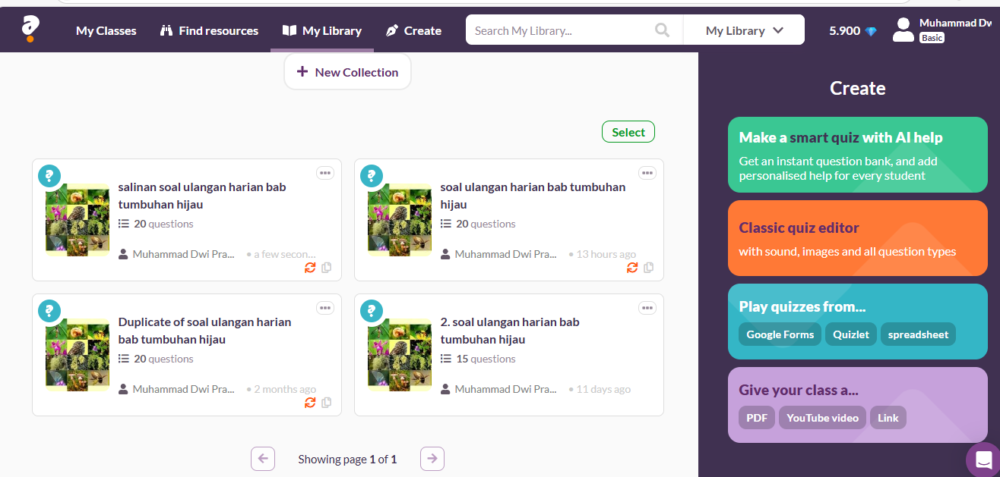 My Classes
Find resources
My Library
Create
Search My Library...
My Library
5.900
Muhammad Dw
Basic
+ New Collection
Select
salinan soal ulangan harian bab
tumbuhan hijau
20 questions
Muhammad Dwi Pra... • a few secon...
soal ulangan harian bab tumbuhan
hijau
20 questions
Muhammad Dwi Pra... • 13 hours ago
Duplicate of soal ulangan harian
bab tumbuhan hijau
20 questions
Muhammad Dwi Pra... • 2 months ago
2. soal ulangan harian bab
tumbuhan hijau
15 questions
Muhammad Dwi Pra... • 11 days ago
Showing page 1 of 1
Create
Make a smart quiz with AI help
Get an instant question bank, and add
personalised help for every student
Classic quiz editor
with sound, images and all question types
Play quizzes from...
Google Forms
Quizlet
spreadsheet
Give your class a...
PDF
YouTube video
Link